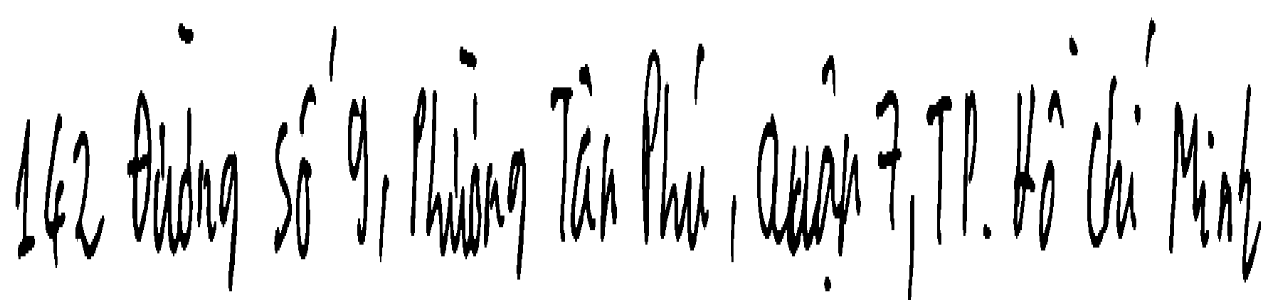 142 Đường Số 9, Phường Tân Phú, Quận 7, TP. Hồ Chí Minh